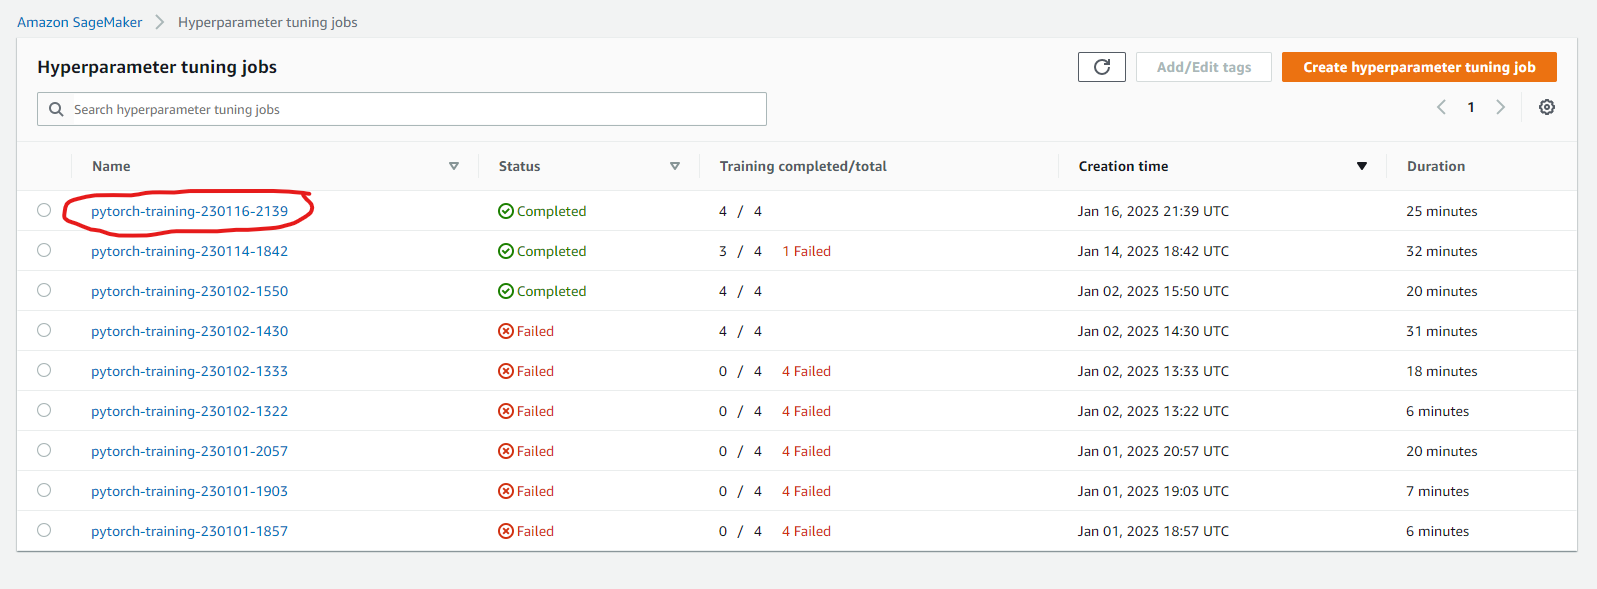 Amazon SageMaker > Hyperparameter tuning jobs
Hyperparameter tuning jobs
Add/Edit tags
Create hyperparameter tuning job
Search hyperparameter tuning jobs
1
Name Status Training completed/total Creation time Duration
pytorch-training-230116-2139 Completed 4 / 4 Jan 16, 2023 21:39 UTC 25 minutes
pytorch-training-230114-1842 Completed 3 / 4 1 Failed Jan 14, 2023 18:42 UTC 32 minutes
pytorch-training-230102-1550 Completed 4 / 4 Jan 02, 2023 15:50 UTC 20 minutes
pytorch-training-230102-1430 Failed 4 / 4 Jan 02, 2023 14:30 UTC 31 minutes
pytorch-training-230102-1333 Failed 0 / 4 4 Failed Jan 02, 2023 13:33 UTC 18 minutes
pytorch-training-230102-1322 Failed 0 / 4 4 Failed Jan 02, 2023 13:22 UTC 6 minutes
pytorch-training-230101-2057 Failed 0 / 4 4 Failed Jan 01, 2023 20:57 UTC 20 minutes
pytorch-training-230101-1903 Failed 0 / 4 4 Failed Jan 01, 2023 19:03 UTC 7 minutes
pytorch-training-230101-1857 Failed 0 / 4 4 Failed Jan 01, 2023 18:57 UTC 6 minutes